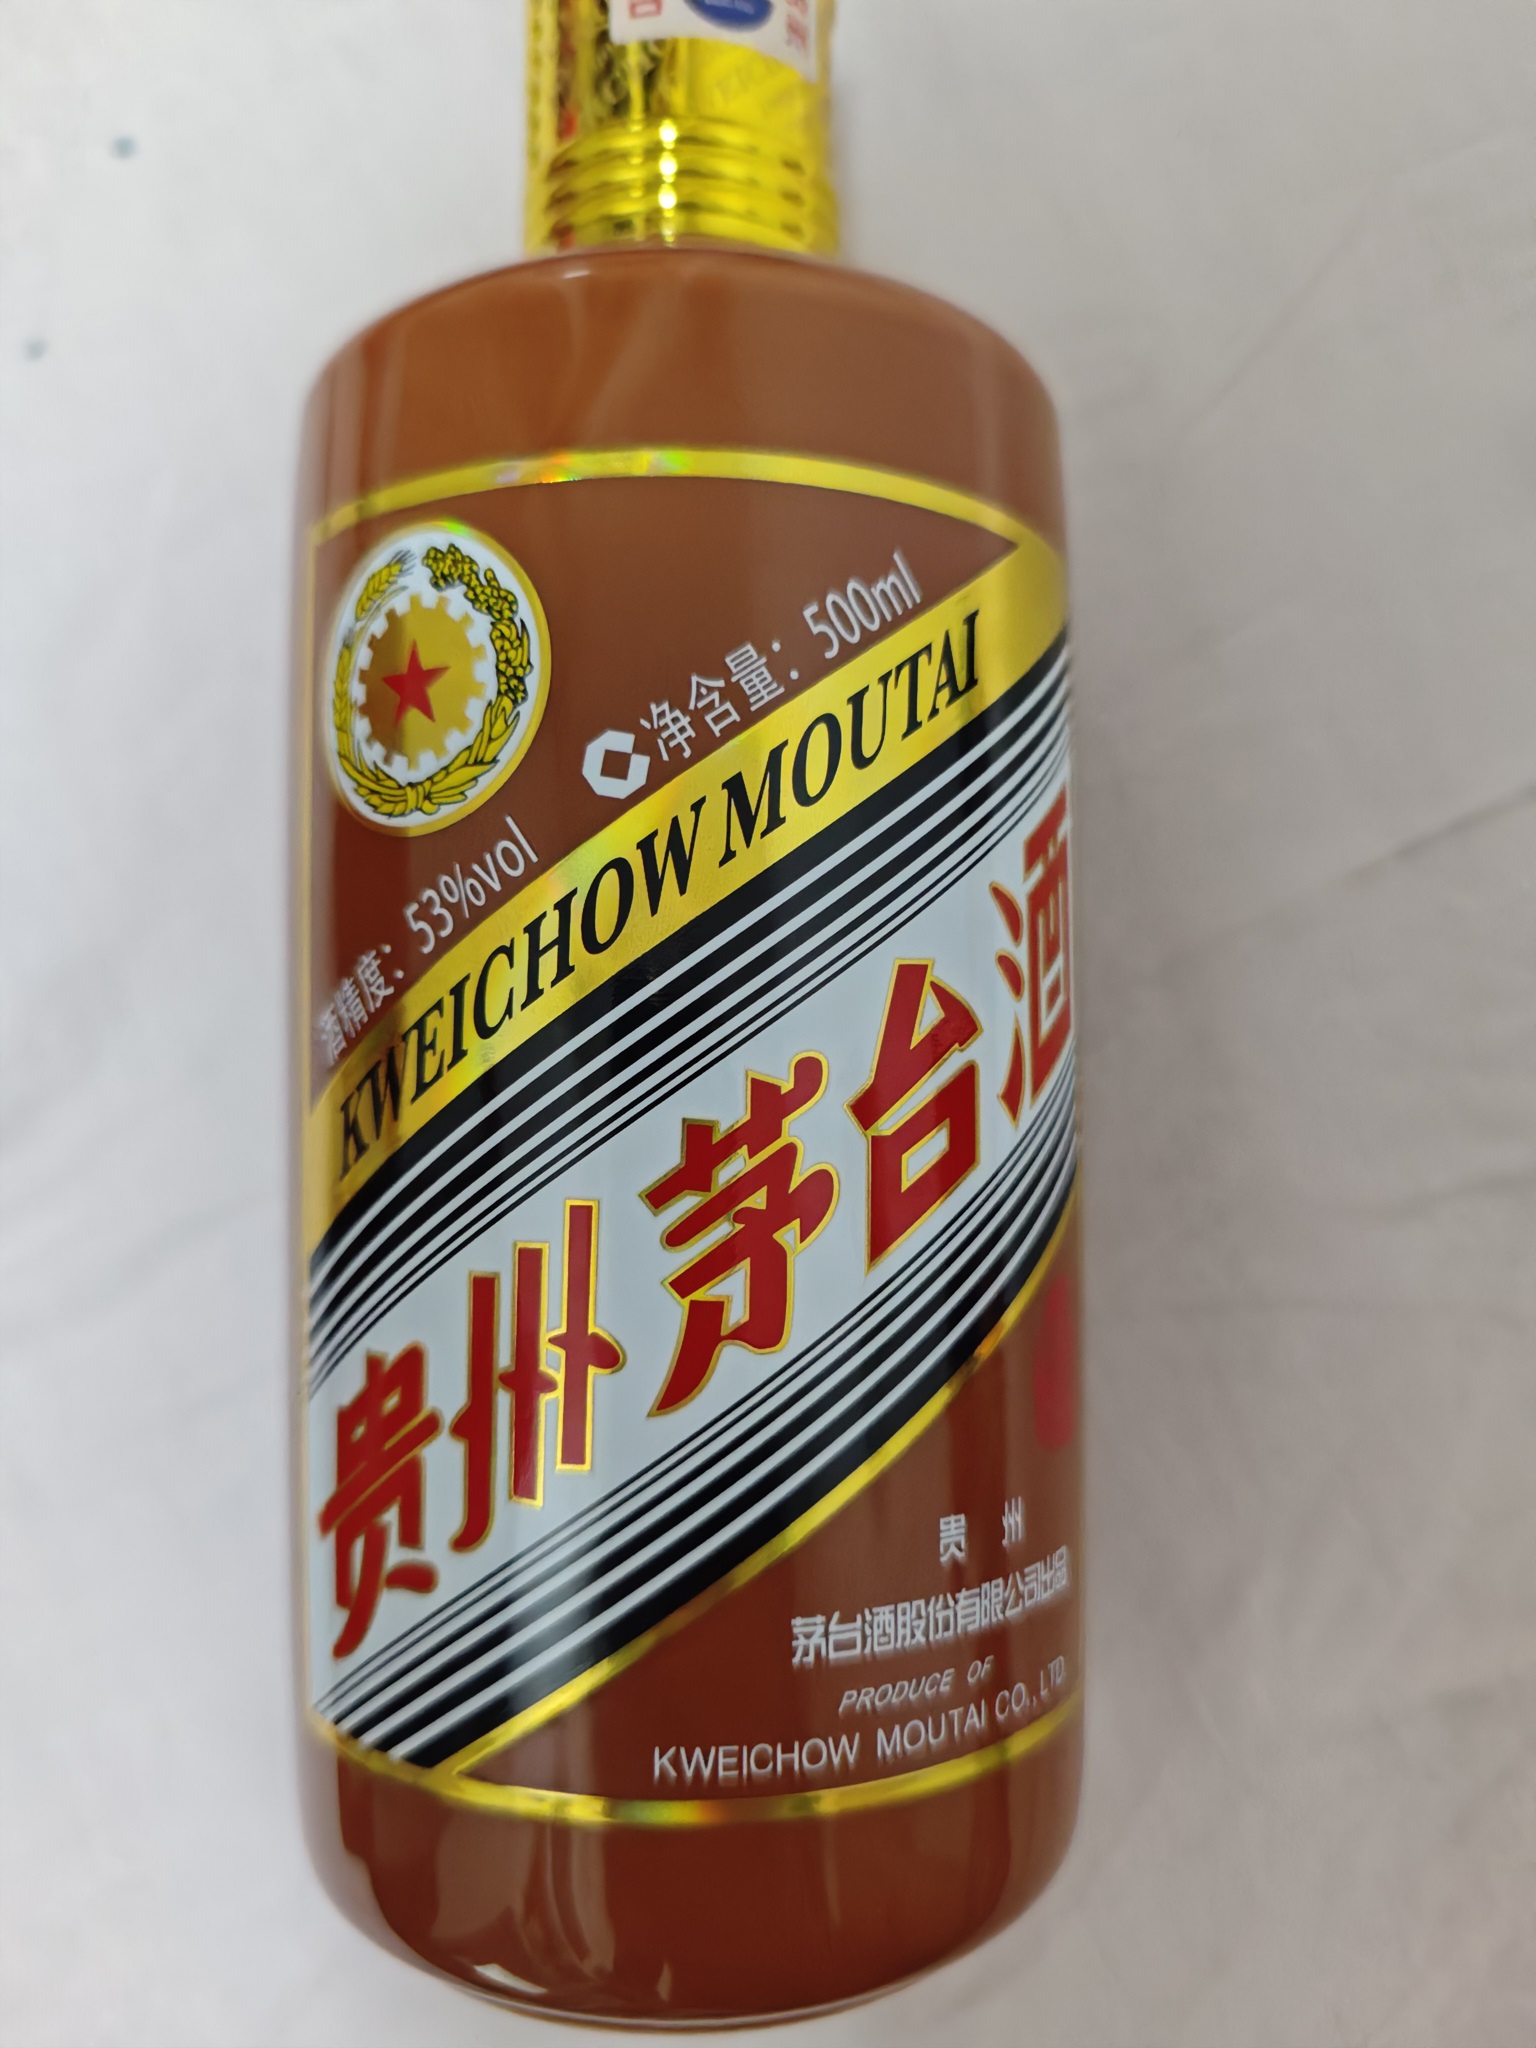 净含量：500ml
酒精度：53%vol
KWEICHOW MOUTAI
贵州茅台酒
贵州
茅台酒股份有限公司出品
PRODUCE OF
KWEICHOW MOUTAI CO., LTD.